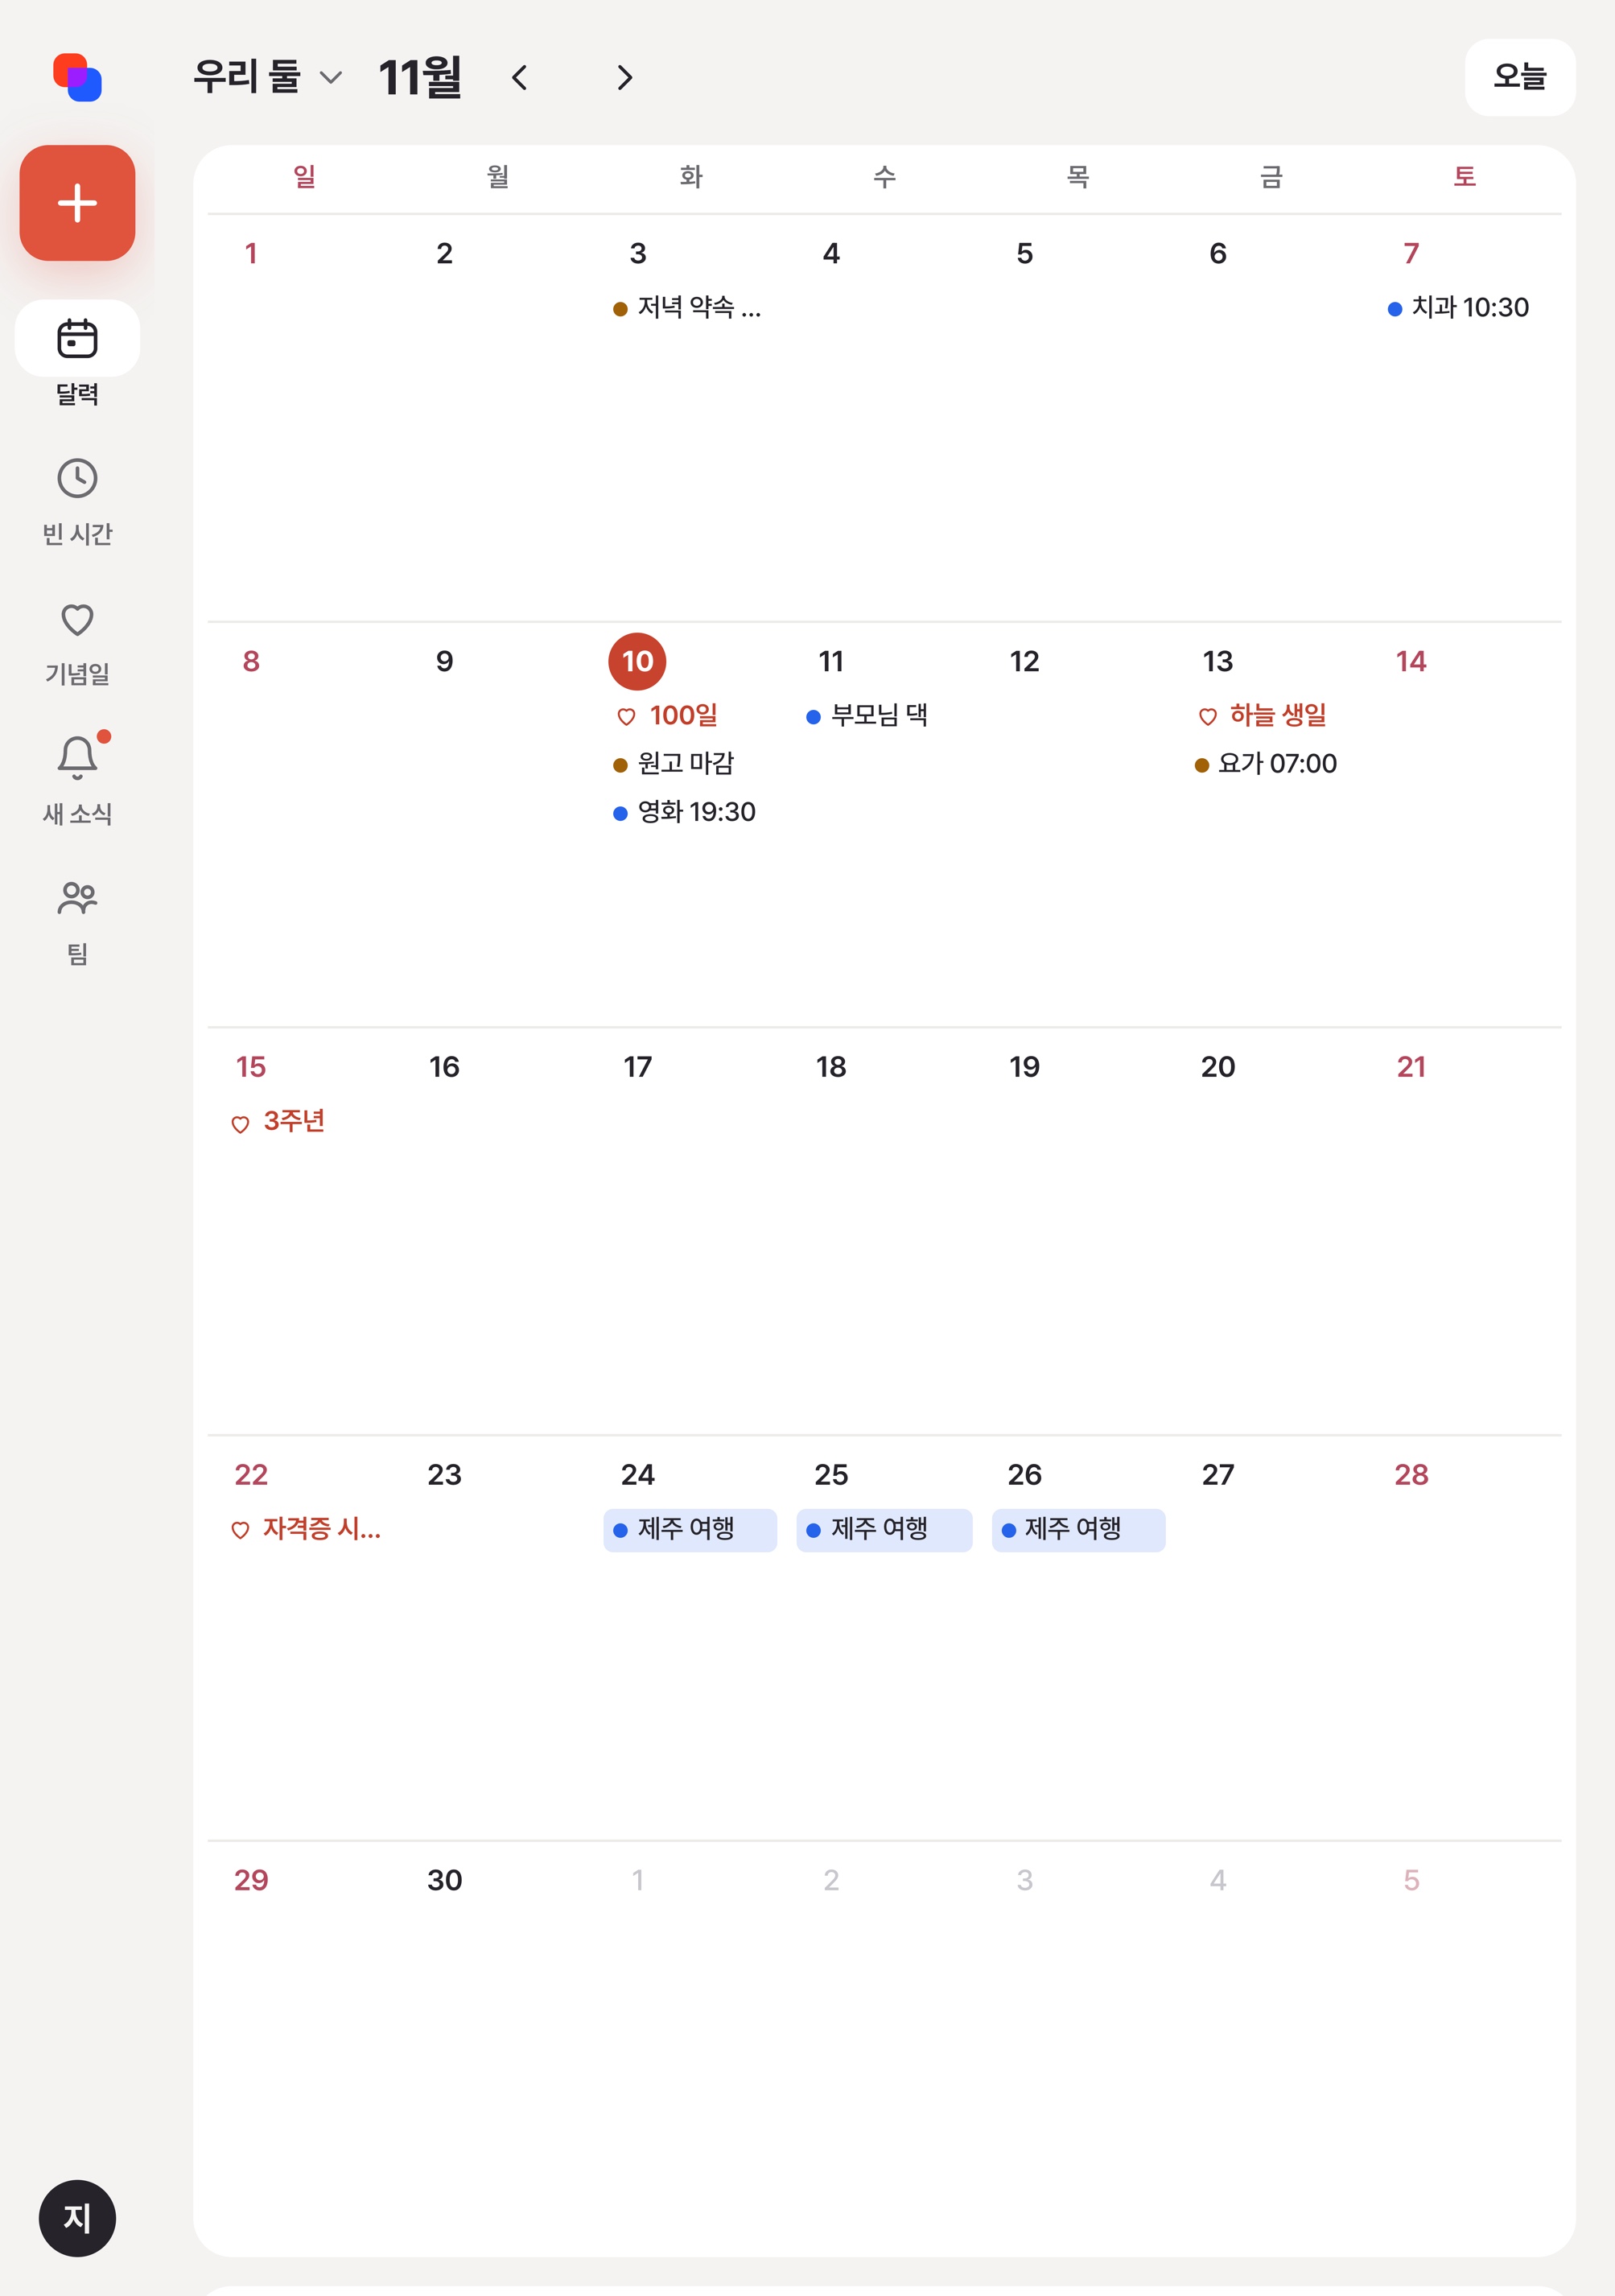 우리 둘 11월 오늘
일 월 화 수 목 금 토
1 2 3 4 5 6 7
저녁 약속 ... 치과 10:30
달력
빈 시간
8 9 10 11 12 13 14
기념일
100일 부모님 댁 하늘 생일
원고 마감 요가 07:00
새 소식
영화 19:30
팀
15 16 17 18 19 20 21
3주년
22 23 24 25 26 27 28
자격증 시... 제주 여행 제주 여행 제주 여행
29 30 1 2 3 4 5
지